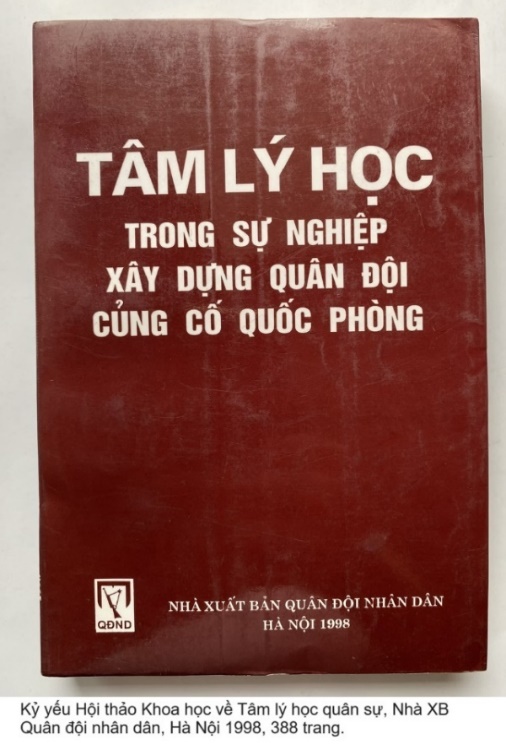 TÂM LÝ HỌC
TRONG SỰ NGHIỆP
XÂY DỰNG QUÂN ĐỘI
CỦNG CỐ QUỐC PHÒNG
QĐND
NHÀ XUẤT BẢN QUÂN ĐỘI NHÂN DÂN
HÀ NỘI 1998
Kỷ yếu Hội thảo Khoa học về Tâm lý học quân sự, Nhà XB
Quân đội nhân dân, Hà Nội 1998, 388 trang.